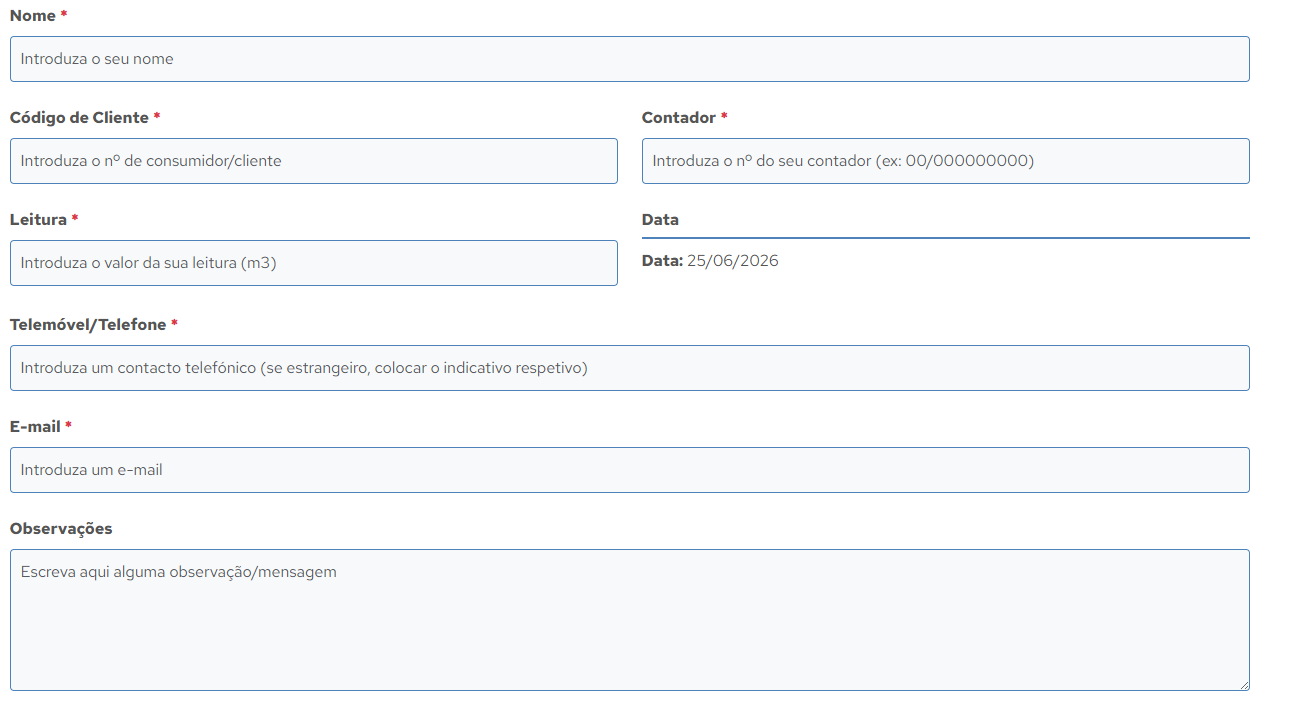 Nome *
Introduza o seu nome
Código de Cliente *
Introduza o nº de consumidor/cliente
Contador *
Introduza o nº do seu contador (ex: 00/000000000)
Leitura *
Introduza o valor da sua leitura (m3)
Data
Data: 25/06/2026
Telemóvel/Telefone *
Introduza um contacto telefónico (se estrangeiro, colocar o indicativo respetivo)
E-mail *
Introduza um e-mail
Observações
Escreva aqui alguma observação/mensagem